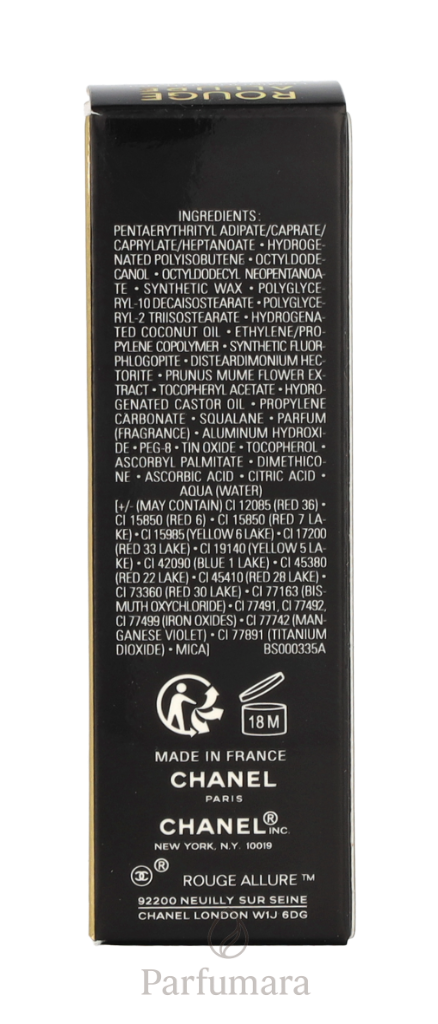 ROUGE
ALLURE
INGREDIENTS:
PENTAERYTHRITYL ADIPATE/CAPRATE/
CAPRYLATE/HEPTANOATE • HYDROGE-
NATED POLYISOBUTENE • OCTYLDODE-
CANOL • OCTYLDODECYL NEOPENTANOA-
TE • SYNTHETIC WAX • POLYGLYCE-
RYL-10 DECAISOSTEARATE • POLYGLYCE-
RYL-2 TRIISOSTEARATE • HYDROGENA-
TED COCONUT OIL • ETHYLENE/PRO-
PYLENE COPOLYMER • SYNTHETIC FLUOR-
PHLOGOPITE • DISTEARDIMONIUM HEC-
TORITE • PRUNUS MUME FLOWER EX-
TRACT • TOCOPHERYL ACETATE • HYDRO-
GENATED CASTOR OIL • PROPYLENE
CARBONATE • SQUALANE • PARFUM
(FRAGRANCE) • ALUMINUM HYDROXI-
DE • PEG-8 • TIN OXIDE • TOCOPHEROL •
ASCORBYL PALMITATE • DIMETHICO-
NE • ASCORBIC ACID • CITRIC ACID •
AQUA (WATER)
[+/- (MAY CONTAIN) CI 12085 (RED 36) •
CI 15850 (RED 6) • CI 15850 (RED 7 LA-
KE) • CI 15985 (YELLOW 6 LAKE) • CI 17200
(RED 33 LAKE) • CI 19140 (YELLOW 5 LA-
KE) • CI 42090 (BLUE 1 LAKE) • CI 45380
(RED 22 LAKE) • CI 45410 (RED 28 LAKE) •
CI 73360 (RED 30 LAKE) • CI 77163 (BIS-
MUTH OXYCHLORIDE) • CI 77491, CI 77492,
CI 77499 (IRON OXIDES) • CI 77742 (MAN-
GANESE VIOLET) • CI 77891 (TITANIUM
DIOXIDE) • MICA] BS000335A
18 M
MADE IN FRANCE
CHANEL
PARIS
CHANEL® INC.
NEW YORK, N.Y. 10019
® ROUGE ALLURE ™
92200 NEUILLY SUR SEINE
CHANEL LONDON W1J 6DG
Parfumara